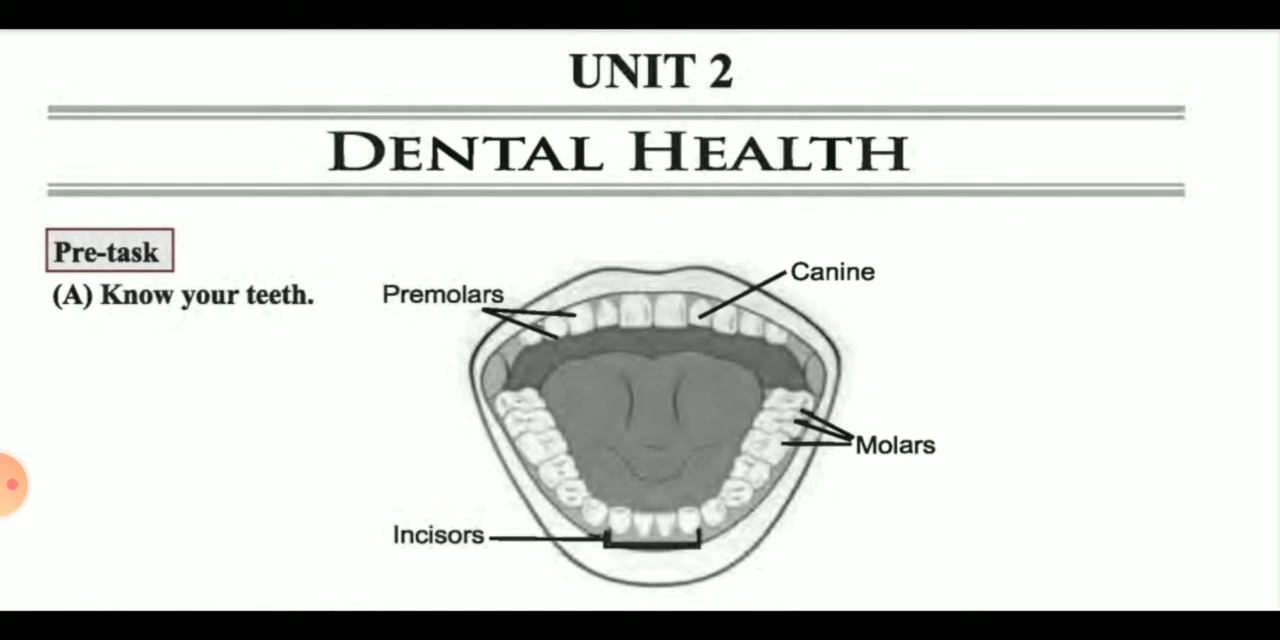 UNIT 2
DENTAL HEALTH
Pre-task
(A) Know your teeth.
Canine
Premolars
Molars
Incisors